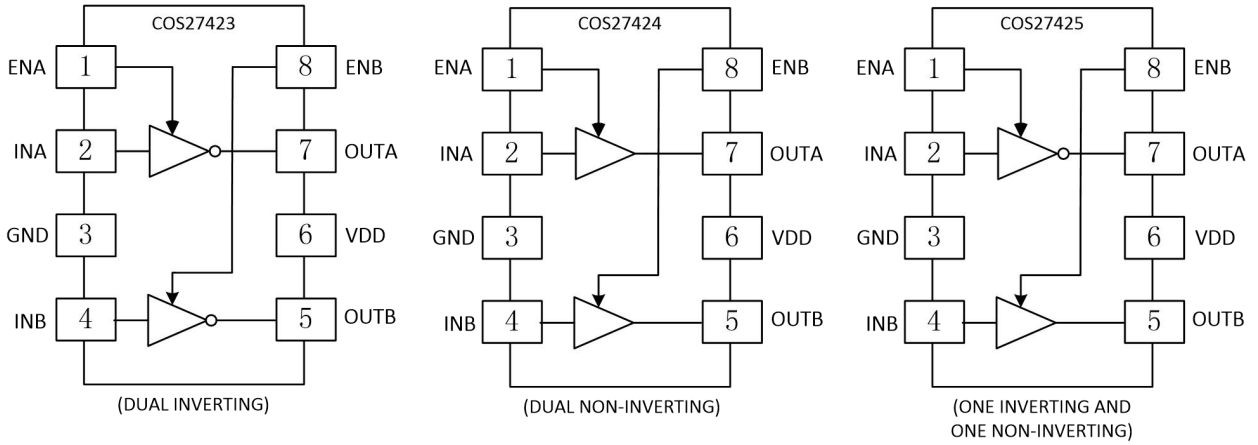 COS27423
ENA 1 8 ENB
INA 2 7 OUTA
GND 3 6 VDD
INB 4 5 OUTB
(DUAL INVERTING)
COS27424
ENA 1 8 ENB
INA 2 7 OUTA
GND 3 6 VDD
INB 4 5 OUTB
(DUAL NON-INVERTING)
COS27425
ENA 1 8 ENB
INA 2 7 OUTA
GND 3 6 VDD
INB 4 5 OUTB
(ONE INVERTING AND
ONE NON-INVERTING)